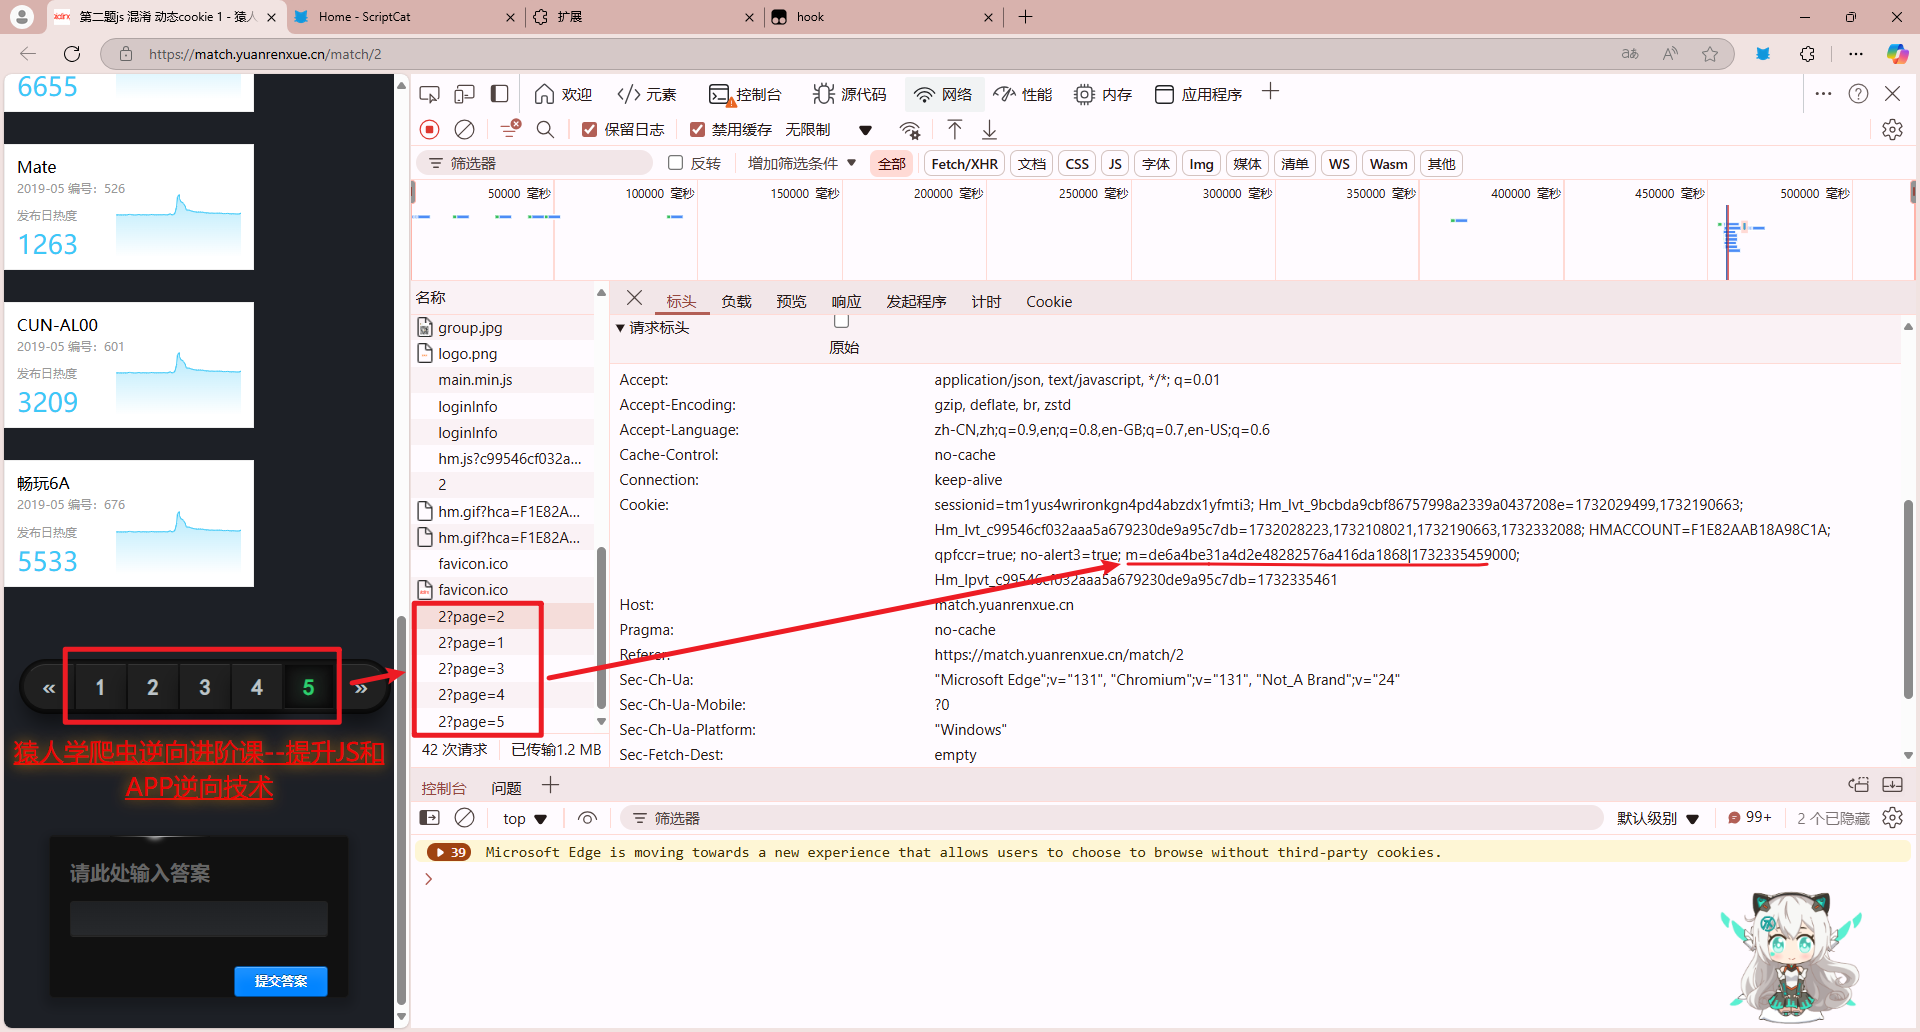 第二题js 混淆 动态cookie 1 - 猿人
Home - ScriptCat
扩展
hook
https://match.yuanrenxue.cn/match/2
6655
Mate
2019-05 编号：526
发布日热度
1263
CUN-AL00
2019-05 编号：601
发布日热度
3209
畅玩6A
2019-05 编号：676
发布日热度
5533
« 1 2 3 4 5 »
猿人学爬虫逆向进阶课--提升JS和
APP逆向技术
请此处输入答案
提交答案
欢迎 元素 控制台 源代码 网络 性能 内存 应用程序
保留日志 禁用缓存 无限制
筛选器 反转 增加筛选条件 全部 Fetch/XHR 文档 CSS JS 字体 Img 媒体 清单 WS Wasm 其他
50000 毫秒 100000 毫秒 150000 毫秒 200000 毫秒 250000 毫秒 300000 毫秒 350000 毫秒 400000 毫秒 450000 毫秒 500000 毫秒
名称
group.jpg
logo.png
main.min.js
loginInfo
loginInfo
hm.js?c99546cf032a...
2
hm.gif?hca=F1E82A...
hm.gif?hca=F1E82A...
favicon.ico
favicon.ico
2?page=2
2?page=1
2?page=3
2?page=4
2?page=5
42 次请求 已传输1.2 MB
标头 负载 预览 响应 发起程序 计时 Cookie
请求标头
原始
Accept: application/json, text/javascript, */*; q=0.01
Accept-Encoding: gzip, deflate, br, zstd
Accept-Language: zh-CN,zh;q=0.9,en;q=0.8,en-GB;q=0.7,en-US;q=0.6
Cache-Control: no-cache
Connection: keep-alive
Cookie: sessionid=tm1yus4wrironkgn4pd4abzdx1yfmti3; Hm_lvt_9bcbda9cbf86757998a2339a0437208e=1732029499,1732190663;
Hm_lvt_c99546cf032aaa5a679230de9a95c7db=1732028223,1732108021,1732190663,1732332088; HMACCOUNT=F1E82AAB18A98C1A;
qpfccr=true; no-alert3=true; m=de6a4be31a4d2e48282576a416da1868|1732335459000;
Hm_lpvt_c99546cf032aaa5a679230de9a95c7db=1732335461
Host: match.yuanrenxue.cn
Pragma: no-cache
Referer: https://match.yuanrenxue.cn/match/2
Sec-Ch-Ua: "Microsoft Edge";v="131", "Chromium";v="131", "Not_A Brand";v="24"
Sec-Ch-Ua-Mobile: ?0
Sec-Ch-Ua-Platform: "Windows"
Sec-Fetch-Dest: empty
控制台 问题
top 筛选器 默认级别 99+ 2 个已隐藏
39 Microsoft Edge is moving towards a new experience that allows users to choose to browse without third-party cookies.